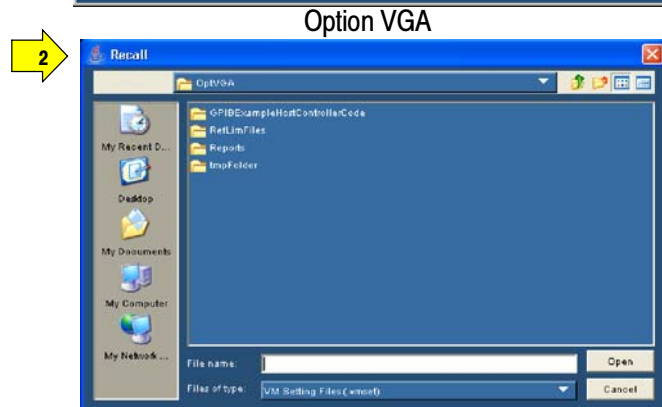 Option VGA
2
Recall
OptVGA
GPIBExampleHostControllerCode
RefLimFiles
Reports
tmpFolder
My Recent D...
Desktop
My Documents
My Computer
My Network ...
File name:
Open
Files of type:
VM Setting Files(.vmset)
Cancel